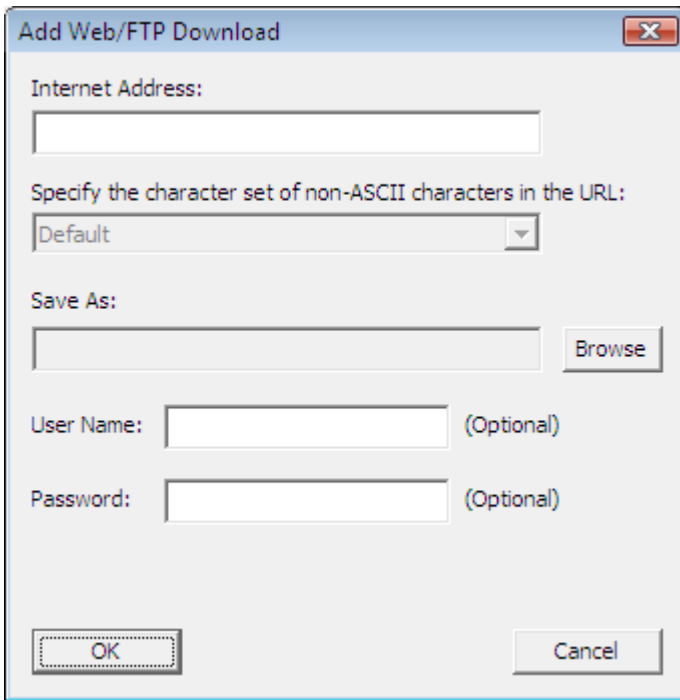 Add Web/FTP Download
Internet Address:
Specify the character set of non-ASCII characters in the URL:
Default
Save As:
Browse
User Name:
(Optional)
Password:
(Optional)
OK
Cancel